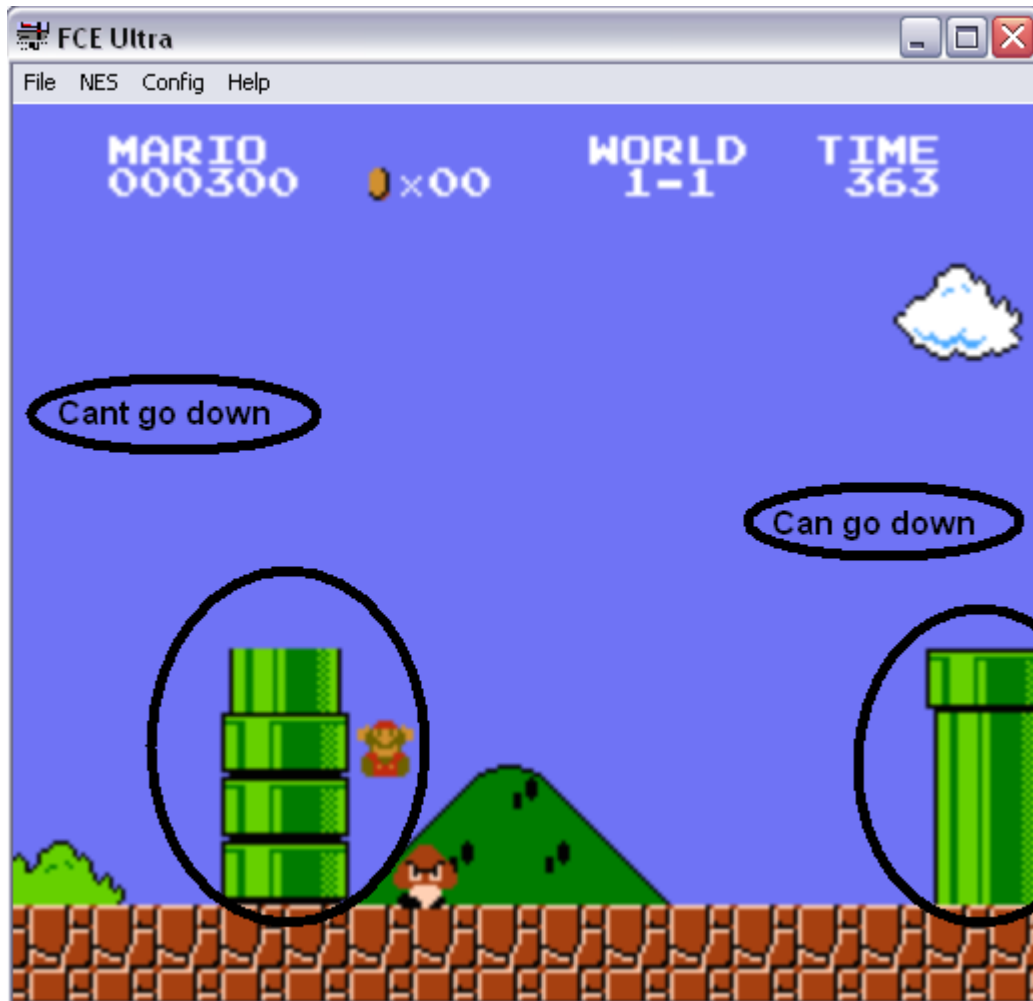 FCE Ultra
File NES Config Help
MARIO WORLD TIME
000300 ×00 1-1 363
Cant go down
Can go down